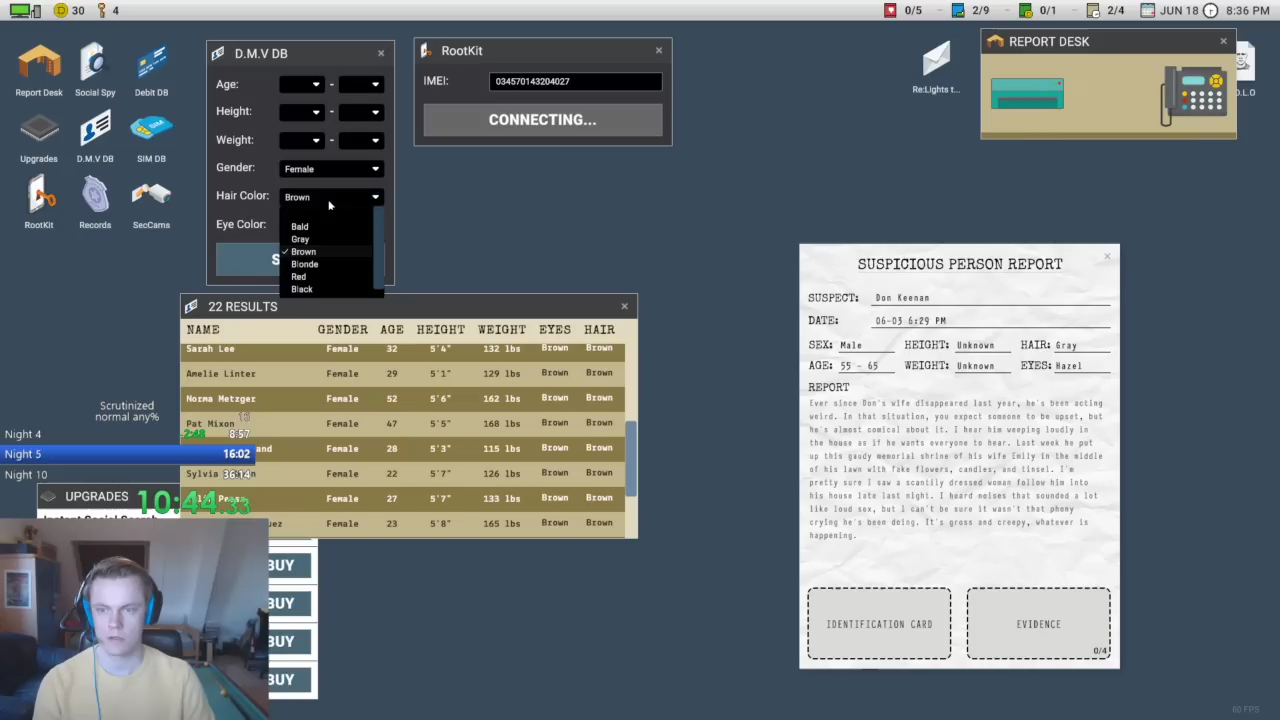 30
4
0/5
2/9
0/1
2/4
JUN 18
8:36 PM
Report Desk
Social Spy
Debit DB
Upgrades
D.M.V DB
SIM DB
RootKit
Records
SecCams
D.M.V DB
Age:
-
Height:
-
Weight:
-
Gender:
Female
Hair Color:
Brown
Eye Color:
Bald
Gray
Brown
Blonde
Red
Black
S
RootKit
IMEI:
034570143204027
CONNECTING...
Re:Lights t...
REPORT DESK
22 RESULTS
NAME GENDER AGE HEIGHT WEIGHT EYES HAIR
Sarah Lee Female 32 5'4" 132 lbs Brown Brown
Amelie Linter Female 29 5'1" 129 lbs Brown Brown
Norma Metzger Female 52 5'6" 162 lbs Brown Brown
Pat Mixon Female 47 5'5" 168 lbs Brown Brown
and Female 28 5'3" 115 lbs Brown Brown
Sylvia Female 22 5'7" 126 lbs Brown Brown
Female 27 5'7" 133 lbs Brown Brown
uez Female 23 5'8" 165 lbs Brown Brown
Scrutinized
normal any%
13
Night 4 -2:48 8:57
Night 5 16:02
Night 10 36:14
10:44.33
UPGRADES
Instant Social Search
BUY
BUY
BUY
BUY
SUSPICIOUS PERSON REPORT
SUSPECT: Don Keenan
DATE: 06-03 6:29 PM
SEX: Male HEIGHT: Unknown HAIR: Gray
AGE: 55 - 65 WEIGHT: Unknown EYES: Hazel
REPORT
Ever since Don's wife disappeared last year, he's been acting
weird. In that situation, you expect someone to be upset, but
he's almost comical about it. I hear him weeping loudly in
the house as if he wants everyone to hear. Last week he put
up this gaudy memorial shrine of his wife Emily in the middle
of his lawn with fake flowers, candles, and tinsel. I'm
pretty sure I saw a scantily dressed woman follow him into
his house late last night. I heard noises that sounded a lot
like loud sex, but I can't be sure it wasn't that phony
crying he's been doing. It's gross and creepy, whatever is
happening.
IDENTIFICATION CARD
EVIDENCE
0/4
60 FPS